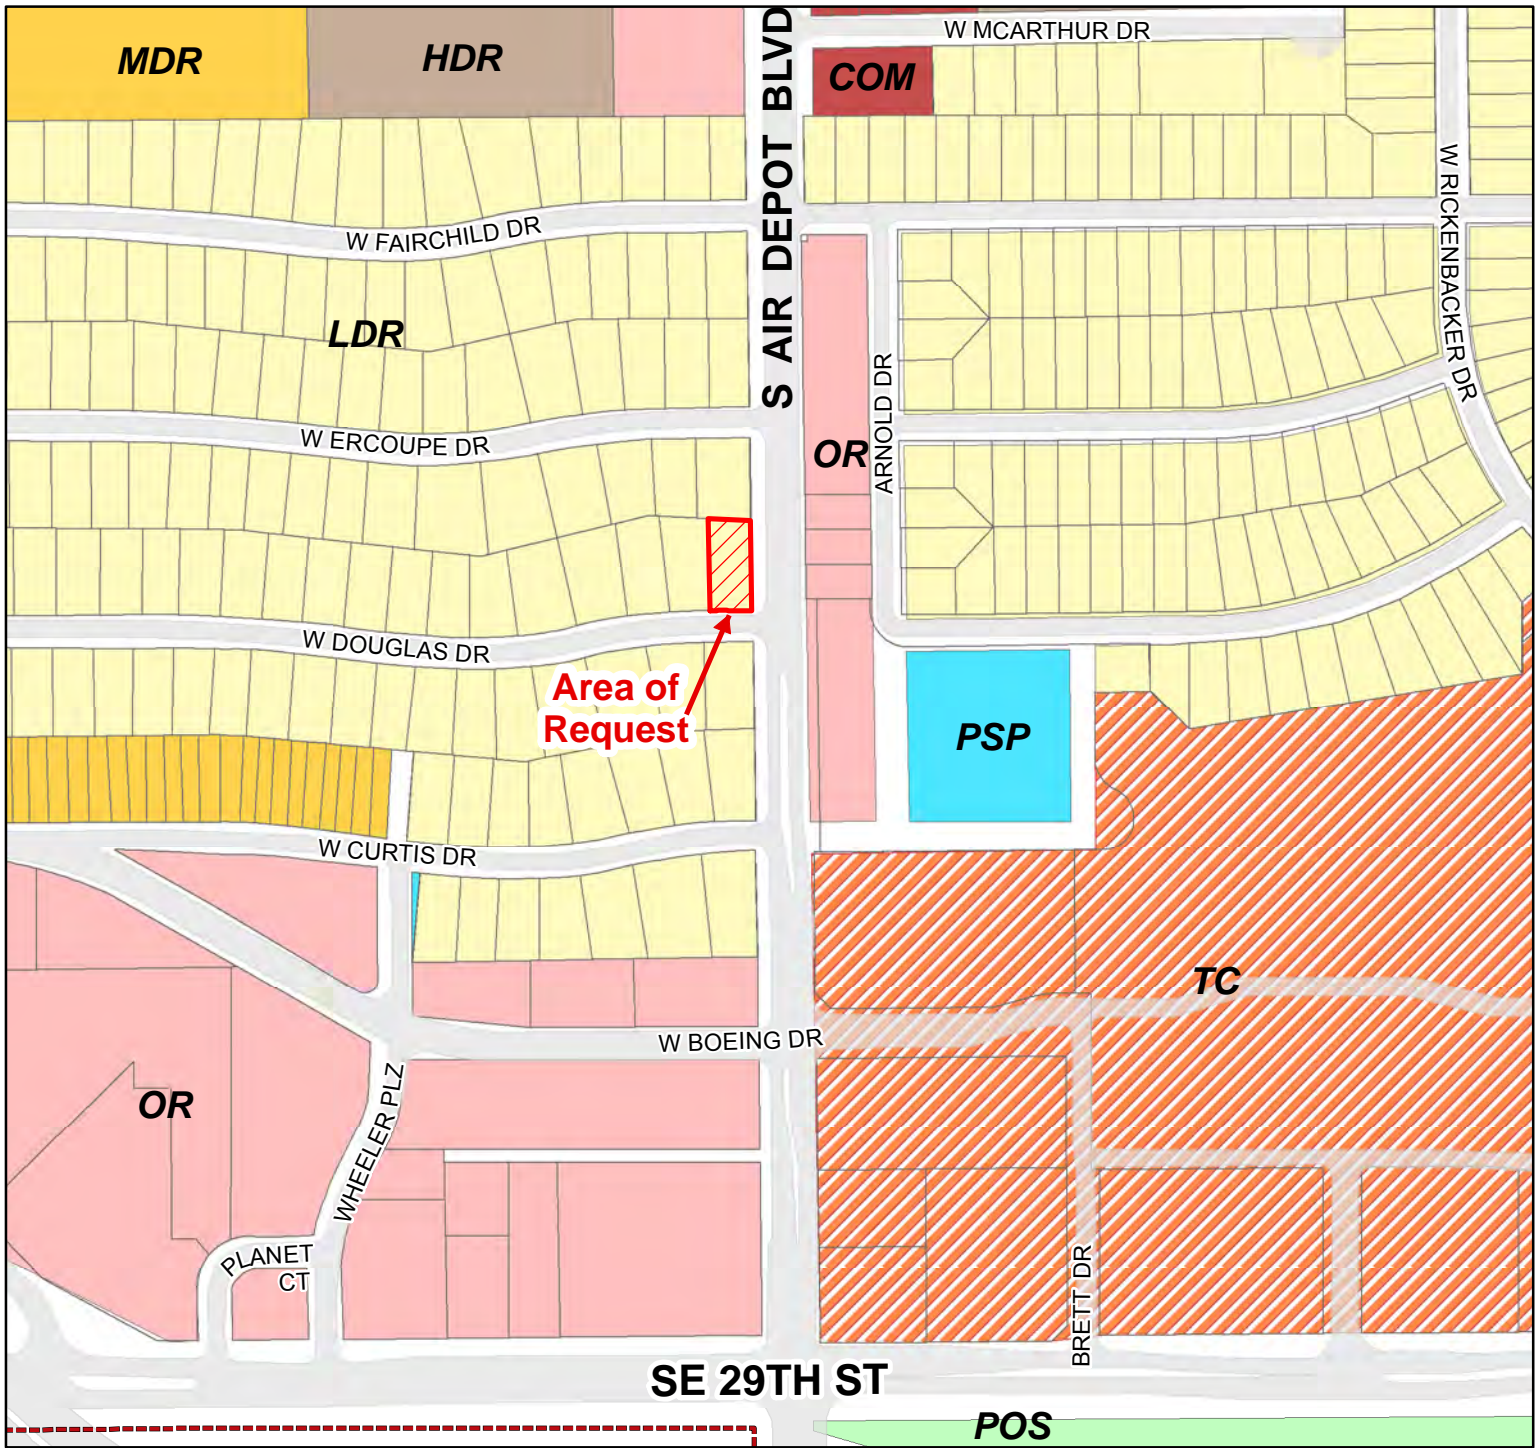 W MCARTHUR DR
MDR
HDR
COM
S AIR DEPOT BLVD
W RICKENBACKER DR
W FAIRCHILD DR
LDR
ARNOLD DR
W ERCOUPE DR
OR
W DOUGLAS DR
Area of
Request
PSP
W CURTIS DR
TC
W BOEING DR
OR
WHEELER PLZ
PLANET
CT
BRETT DR
SE 29TH ST
POS